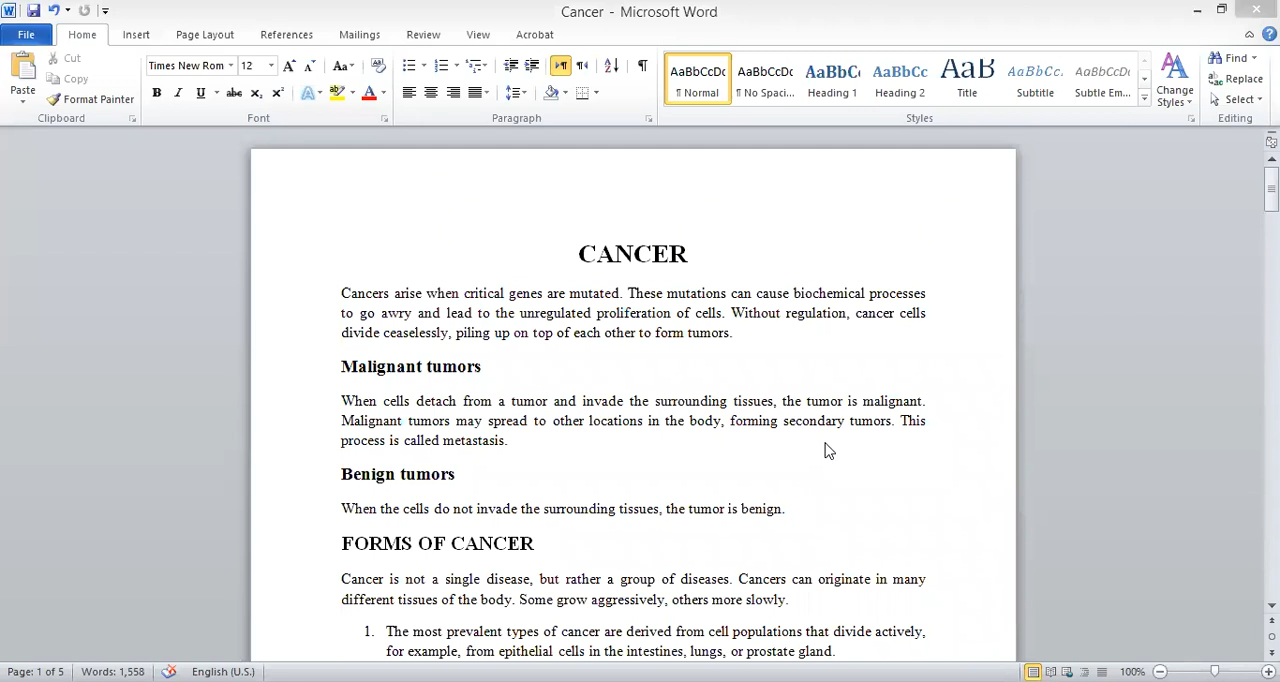 Cancer - Microsoft Word
File Home Insert Page Layout References Mailings Review View Acrobat
Paste
Cut
Copy
Format Painter
Clipboard
Times New Rom 12
Font
Paragraph
AaBbCcDc AaBbCcDc AaBbC AaBbCc AaB AaBbCc. AaBbCcDc
¶ Normal ¶ No Spaci... Heading 1 Heading 2 Title Subtitle Subtle Em...
Change Styles
Styles
Find
Replace
Select
Editing
CANCER
Cancers arise when critical genes are mutated. These mutations can cause biochemical processes
to go awry and lead to the unregulated proliferation of cells. Without regulation, cancer cells
divide ceaselessly, piling up on top of each other to form tumors.
Malignant tumors
When cells detach from a tumor and invade the surrounding tissues, the tumor is malignant.
Malignant tumors may spread to other locations in the body, forming secondary tumors. This
process is called metastasis.
Benign tumors
When the cells do not invade the surrounding tissues, the tumor is benign.
FORMS OF CANCER
Cancer is not a single disease, but rather a group of diseases. Cancers can originate in many
different tissues of the body. Some grow aggressively, others more slowly.
1. The most prevalent types of cancer are derived from cell populations that divide actively,
for example, from epithelial cells in the intestines, lungs, or prostate gland.
Page: 1 of 5 Words: 1,558 English (U.S.) 100%